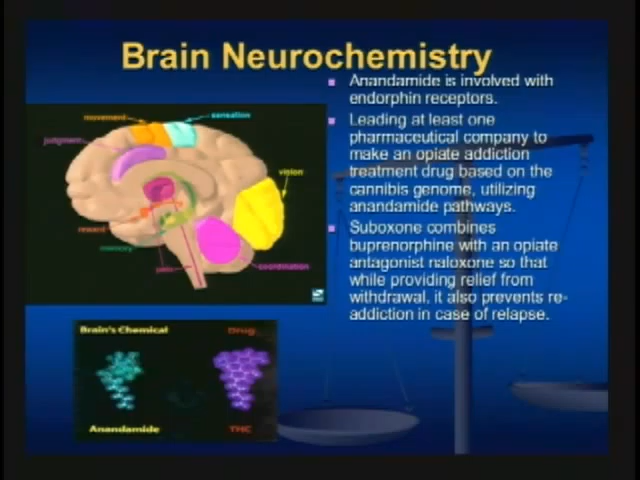 Brain Neurochemistry
Anandamide is involved with
endorphin receptors.
Leading at least one
pharmaceutical company to
make an opiate addiction
treatment drug based on the
cannibis genome, utilizing
anandamide pathways.
Suboxone combines
buprenorphine with an opiate
antagonist naloxone so that
while providing relief from
withdrawal, it also prevents re-
addiction in case of relapse.
movement
sensation
judgment
vision
reward
memory
pain
coordination
Brain's Chemical
Drug
Anandamide
THC